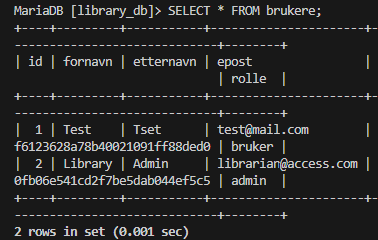 MariaDB [library_db]> SELECT * FROM brukere;
+----+---------+-----------+--------------------+-
---------------------------------+--------+
| id | fornavn | etternavn | epost              |
                                 | rolle  |
+----+---------+-----------+--------------------+-
---------------------------------+--------+
|  1 | Test    | Tset      | test@mail.com      |
f6123628a78b40021091ff88ded0 | bruker |
|  2 | Library | Admin     | librarian@access.com |
0fb06e541cd2f7be5dab044ef5c5 | admin  |
+----+---------+-----------+--------------------+-
---------------------------------+--------+
2 rows in set (0.001 sec)